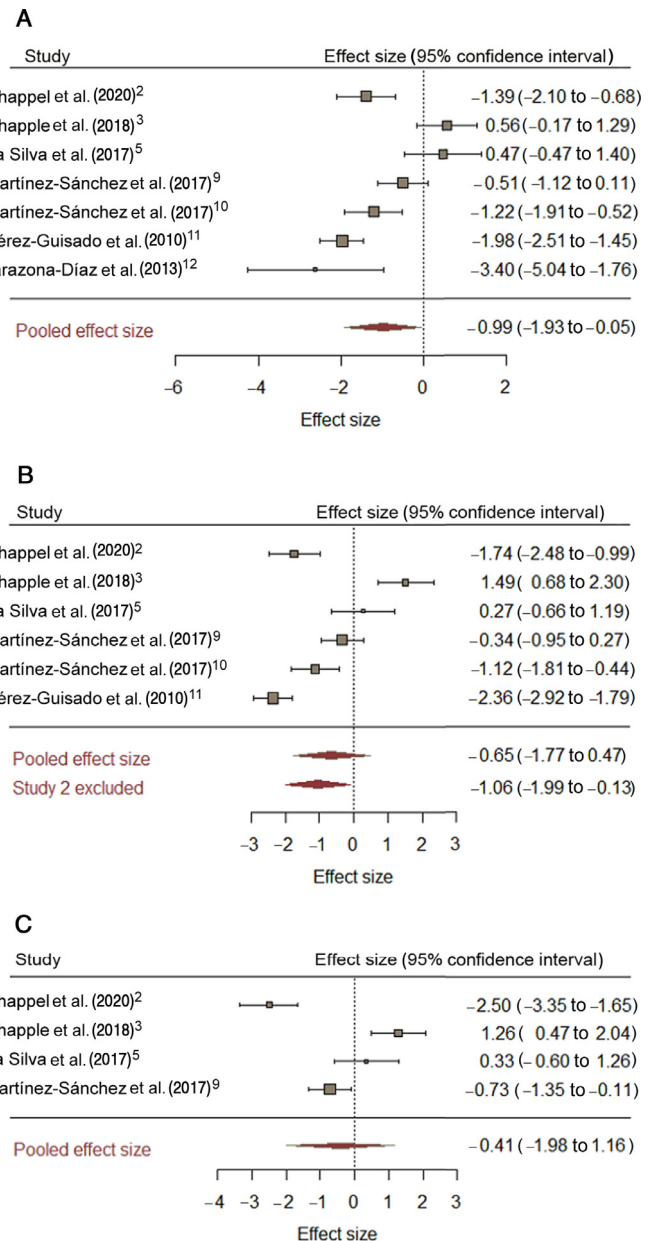 A
Study Effect size (95% confidence interval)
happel et al. (2020)2 −1.39 (−2.10 to −0.68)
happle et al. (2018)3 0.56 (−0.17 to 1.29)
a Silva et al. (2017)5 0.47 (−0.47 to 1.40)
artínez-Sánchez et al. (2017)9 −0.51 (−1.12 to 0.11)
artínez-Sánchez et al. (2017)10 −1.22 (−1.91 to −0.52)
érez-Guisado et al. (2010)11 −1.98 (−2.51 to −1.45)
arazona-Díaz et al. (2013)12 −3.40 (−5.04 to −1.76)
Pooled effect size −0.99 (−1.93 to −0.05)
−6 −4 −2 0 2
Effect size
B
Study Effect size (95% confidence interval)
happel et al. (2020)2 −1.74 (−2.48 to −0.99)
happle et al. (2018)3 1.49 ( 0.68 to 2.30)
a Silva et al. (2017)5 0.27 (−0.66 to 1.19)
artínez-Sánchez et al. (2017)9 −0.34 (−0.95 to 0.27)
artínez-Sánchez et al. (2017)10 −1.12 (−1.81 to −0.44)
érez-Guisado et al. (2010)11 −2.36 (−2.92 to −1.79)
Pooled effect size −0.65 (−1.77 to 0.47)
Study 2 excluded −1.06 (−1.99 to −0.13)
−3 −2 −1 0 1 2 3
Effect size
C
Study Effect size (95% confidence interval)
happel et al. (2020)2 −2.50 (−3.35 to −1.65)
happle et al. (2018)3 1.26 ( 0.47 to 2.04)
a Silva et al. (2017)5 0.33 (−0.60 to 1.26)
artínez-Sánchez et al. (2017)9 −0.73 (−1.35 to −0.11)
Pooled effect size −0.41 (−1.98 to 1.16)
−4 −3 −2 −1 0 1 2 3
Effect size